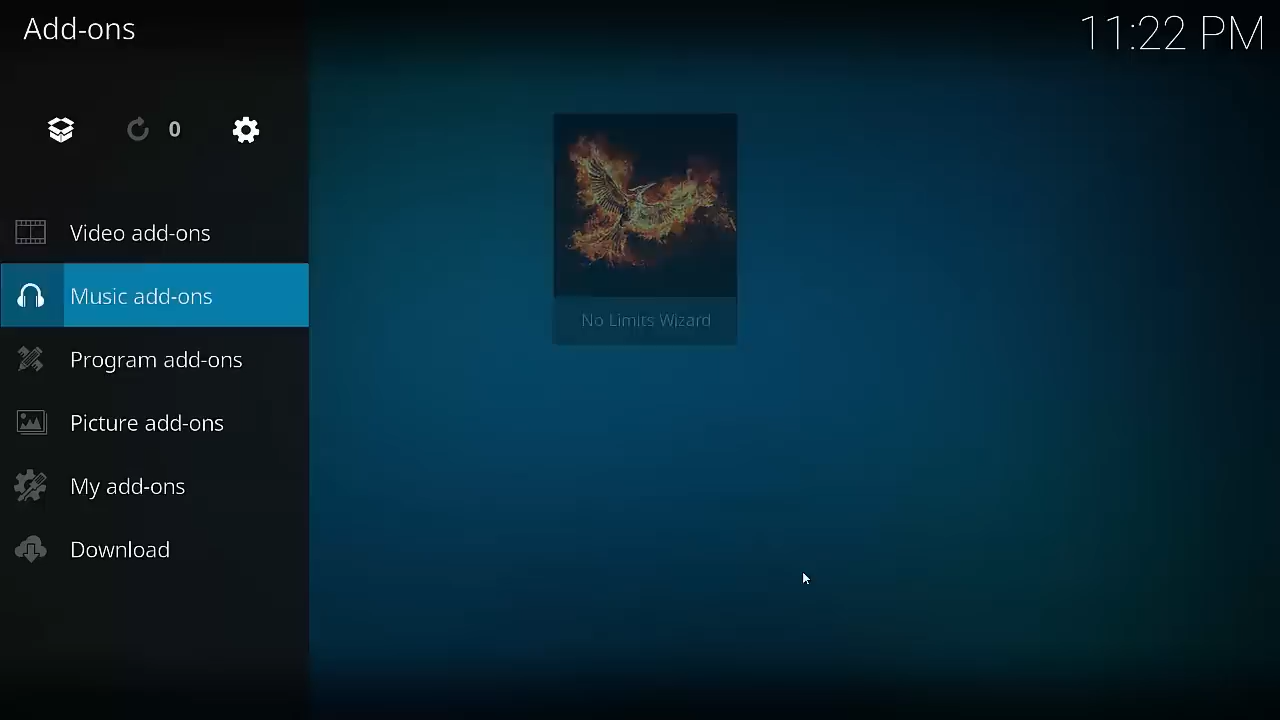 Add-ons
11:22 PM
0
Video add-ons
Music add-ons
Program add-ons
Picture add-ons
My add-ons
Download
No Limits Wizard